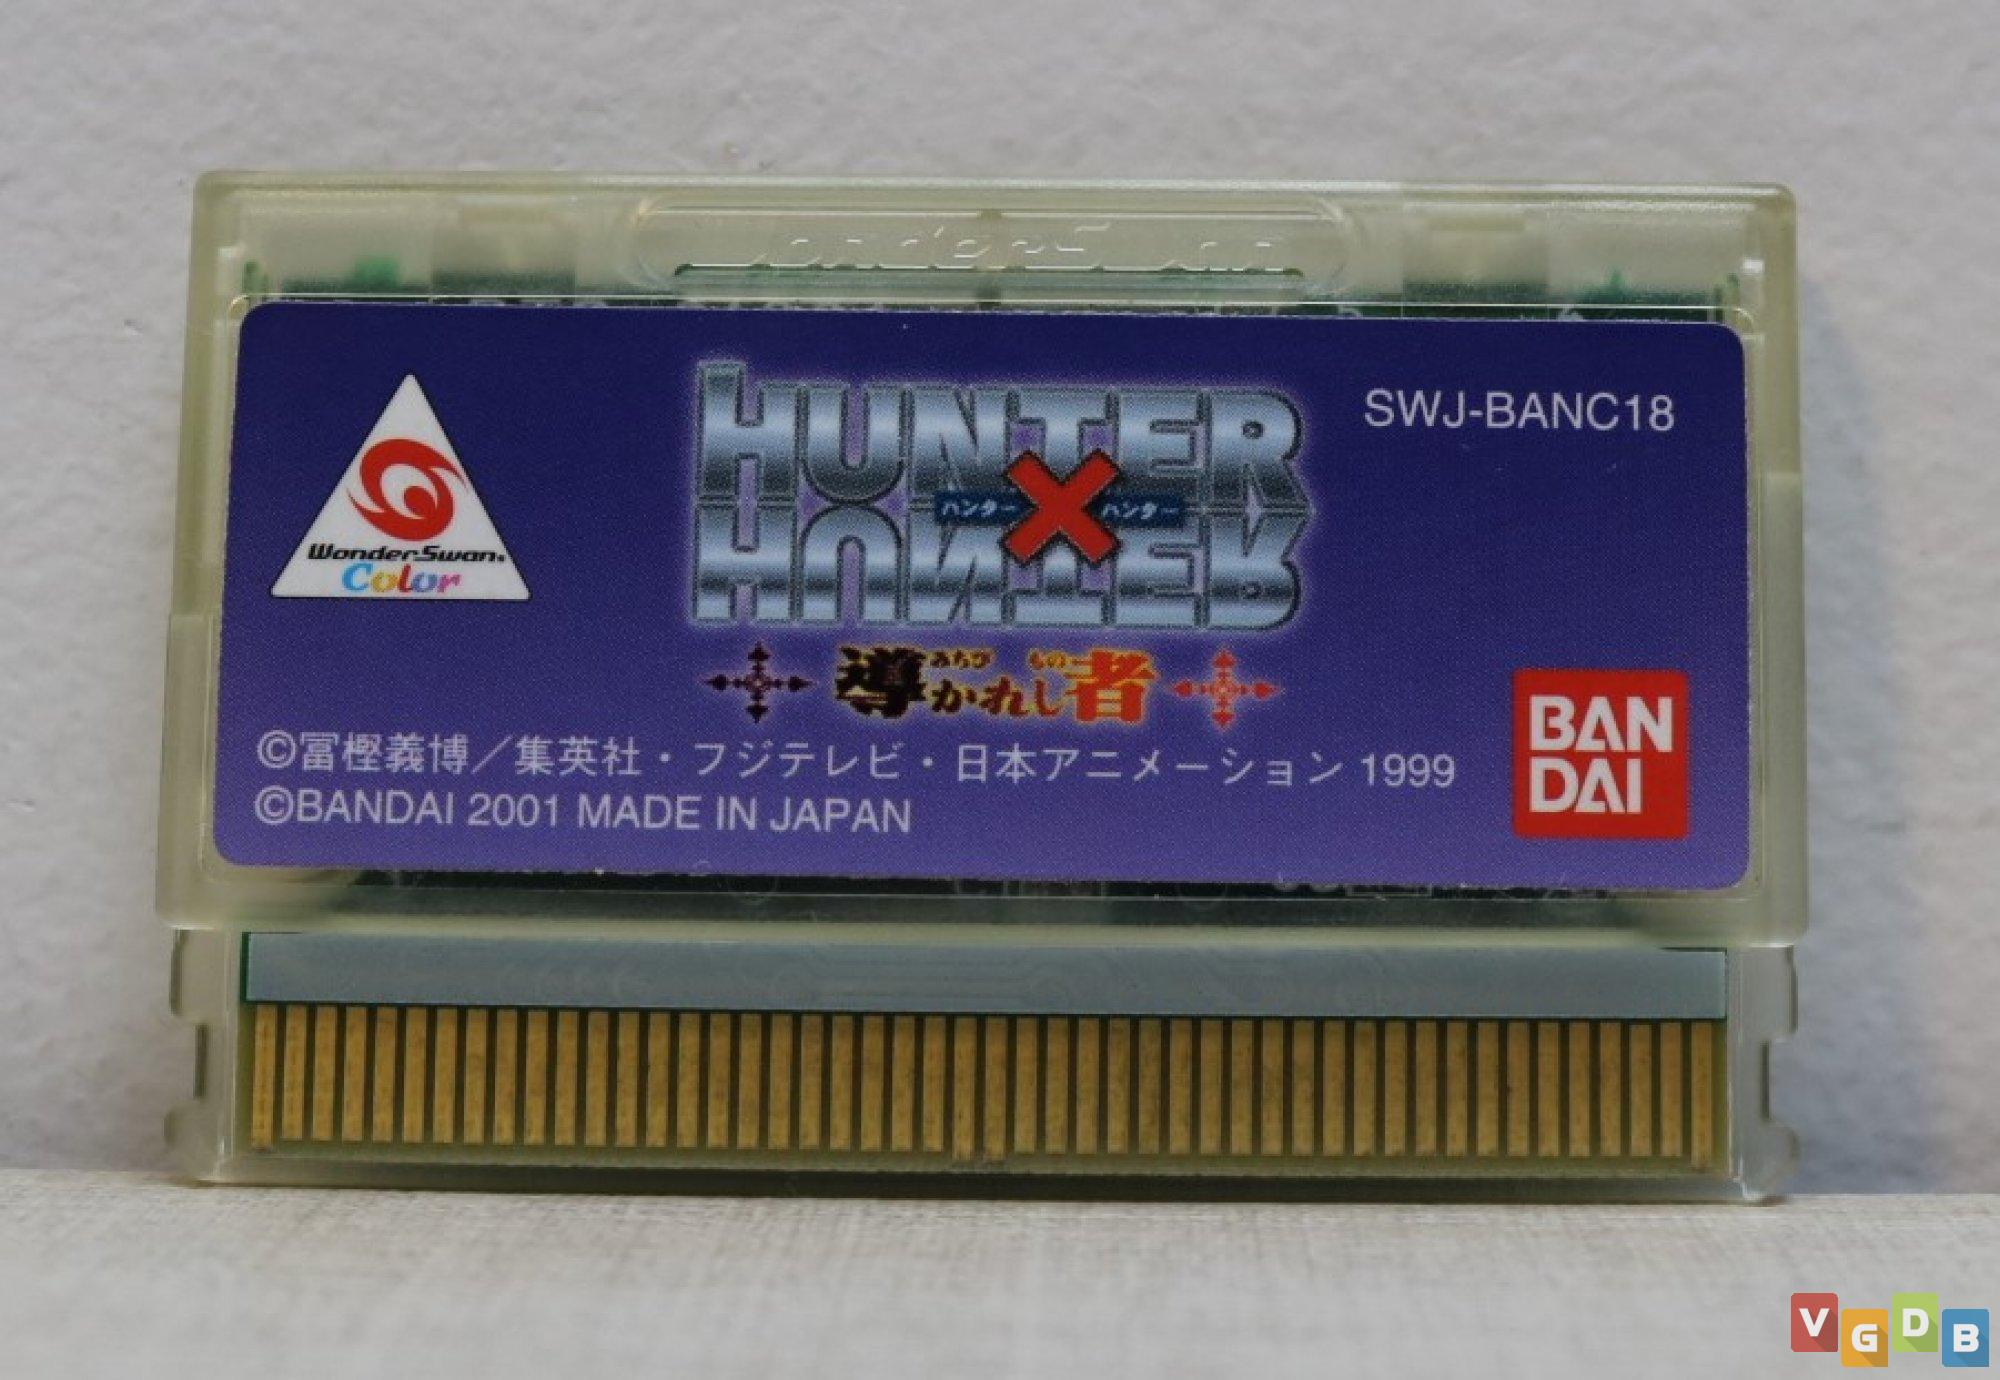 WonderSwan
SWJ-BANC18
HUNTER
ハンター×ハンター
HUNTER
WonderSwan
Color
みちび もの
導かれし者
BAN
DAI
©冨樫義博／集英社・フジテレビ・日本アニメーション 1999
©BANDAI 2001 MADE IN JAPAN
VGDB